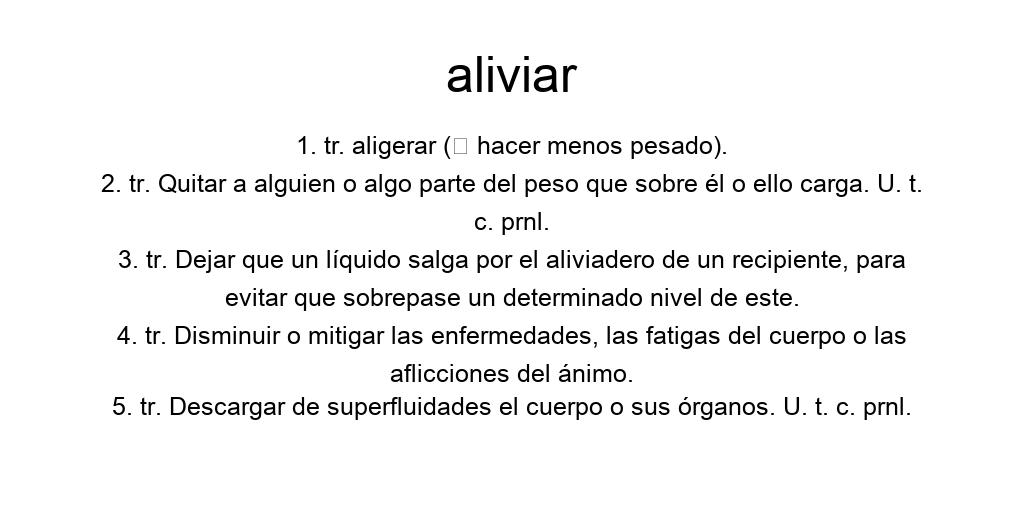 aliviar
1. tr. aligerar (□ hacer menos pesado).
2. tr. Quitar a alguien o algo parte del peso que sobre él o ello carga. U. t.
c. prnl.
3. tr. Dejar que un líquido salga por el aliviadero de un recipiente, para
evitar que sobrepase un determinado nivel de este.
4. tr. Disminuir o mitigar las enfermedades, las fatigas del cuerpo o las
aflicciones del ánimo.
5. tr. Descargar de superfluidades el cuerpo o sus órganos. U. t. c. prnl.